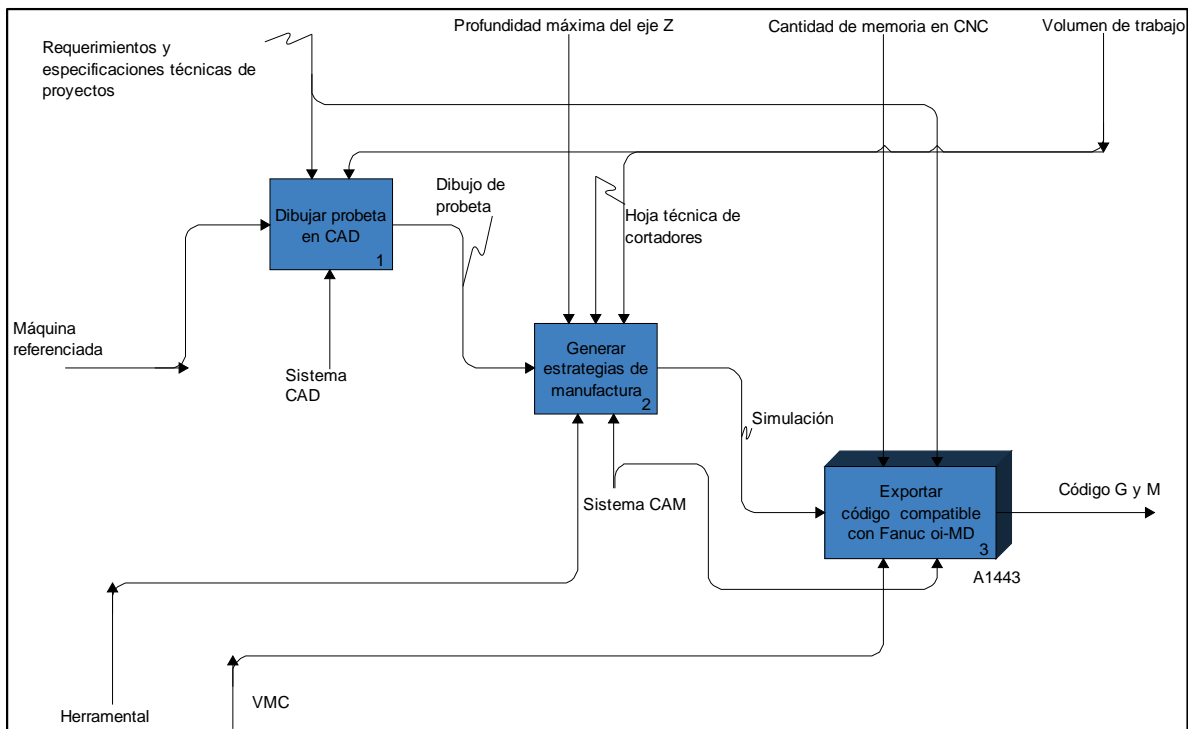 Profundidad máxima del eje Z
Cantidad de memoria en CNC
Volumen de trabajo
Requerimientos y
especificaciones técnicas de
proyectos
Dibujo de
probeta
Dibujar probeta
en CAD
1
Hoja técnica de
cortadores
Máquina
referenciada
Sistema
CAD
Generar
estrategias de
manufactura
2
Simulación
Sistema CAM
Exportar
código compatible
con Fanuc oi-MD
3
Código G y M
A1443
Herramental
VMC